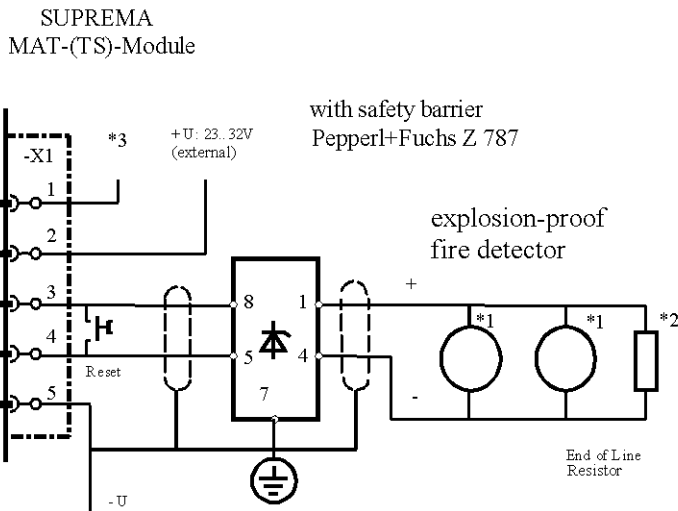 SUPREMA
MAT-(TS)-Module
with safety barrier
Pepperl+Fuchs Z 787
*3
+U: 23..32V
(external)
-X1
1
2
explosion-proof
fire detector
3
8
1
+
*1
*1
*2
4
Reset
5
4
5
7
-
End of Line
Resistor
-U